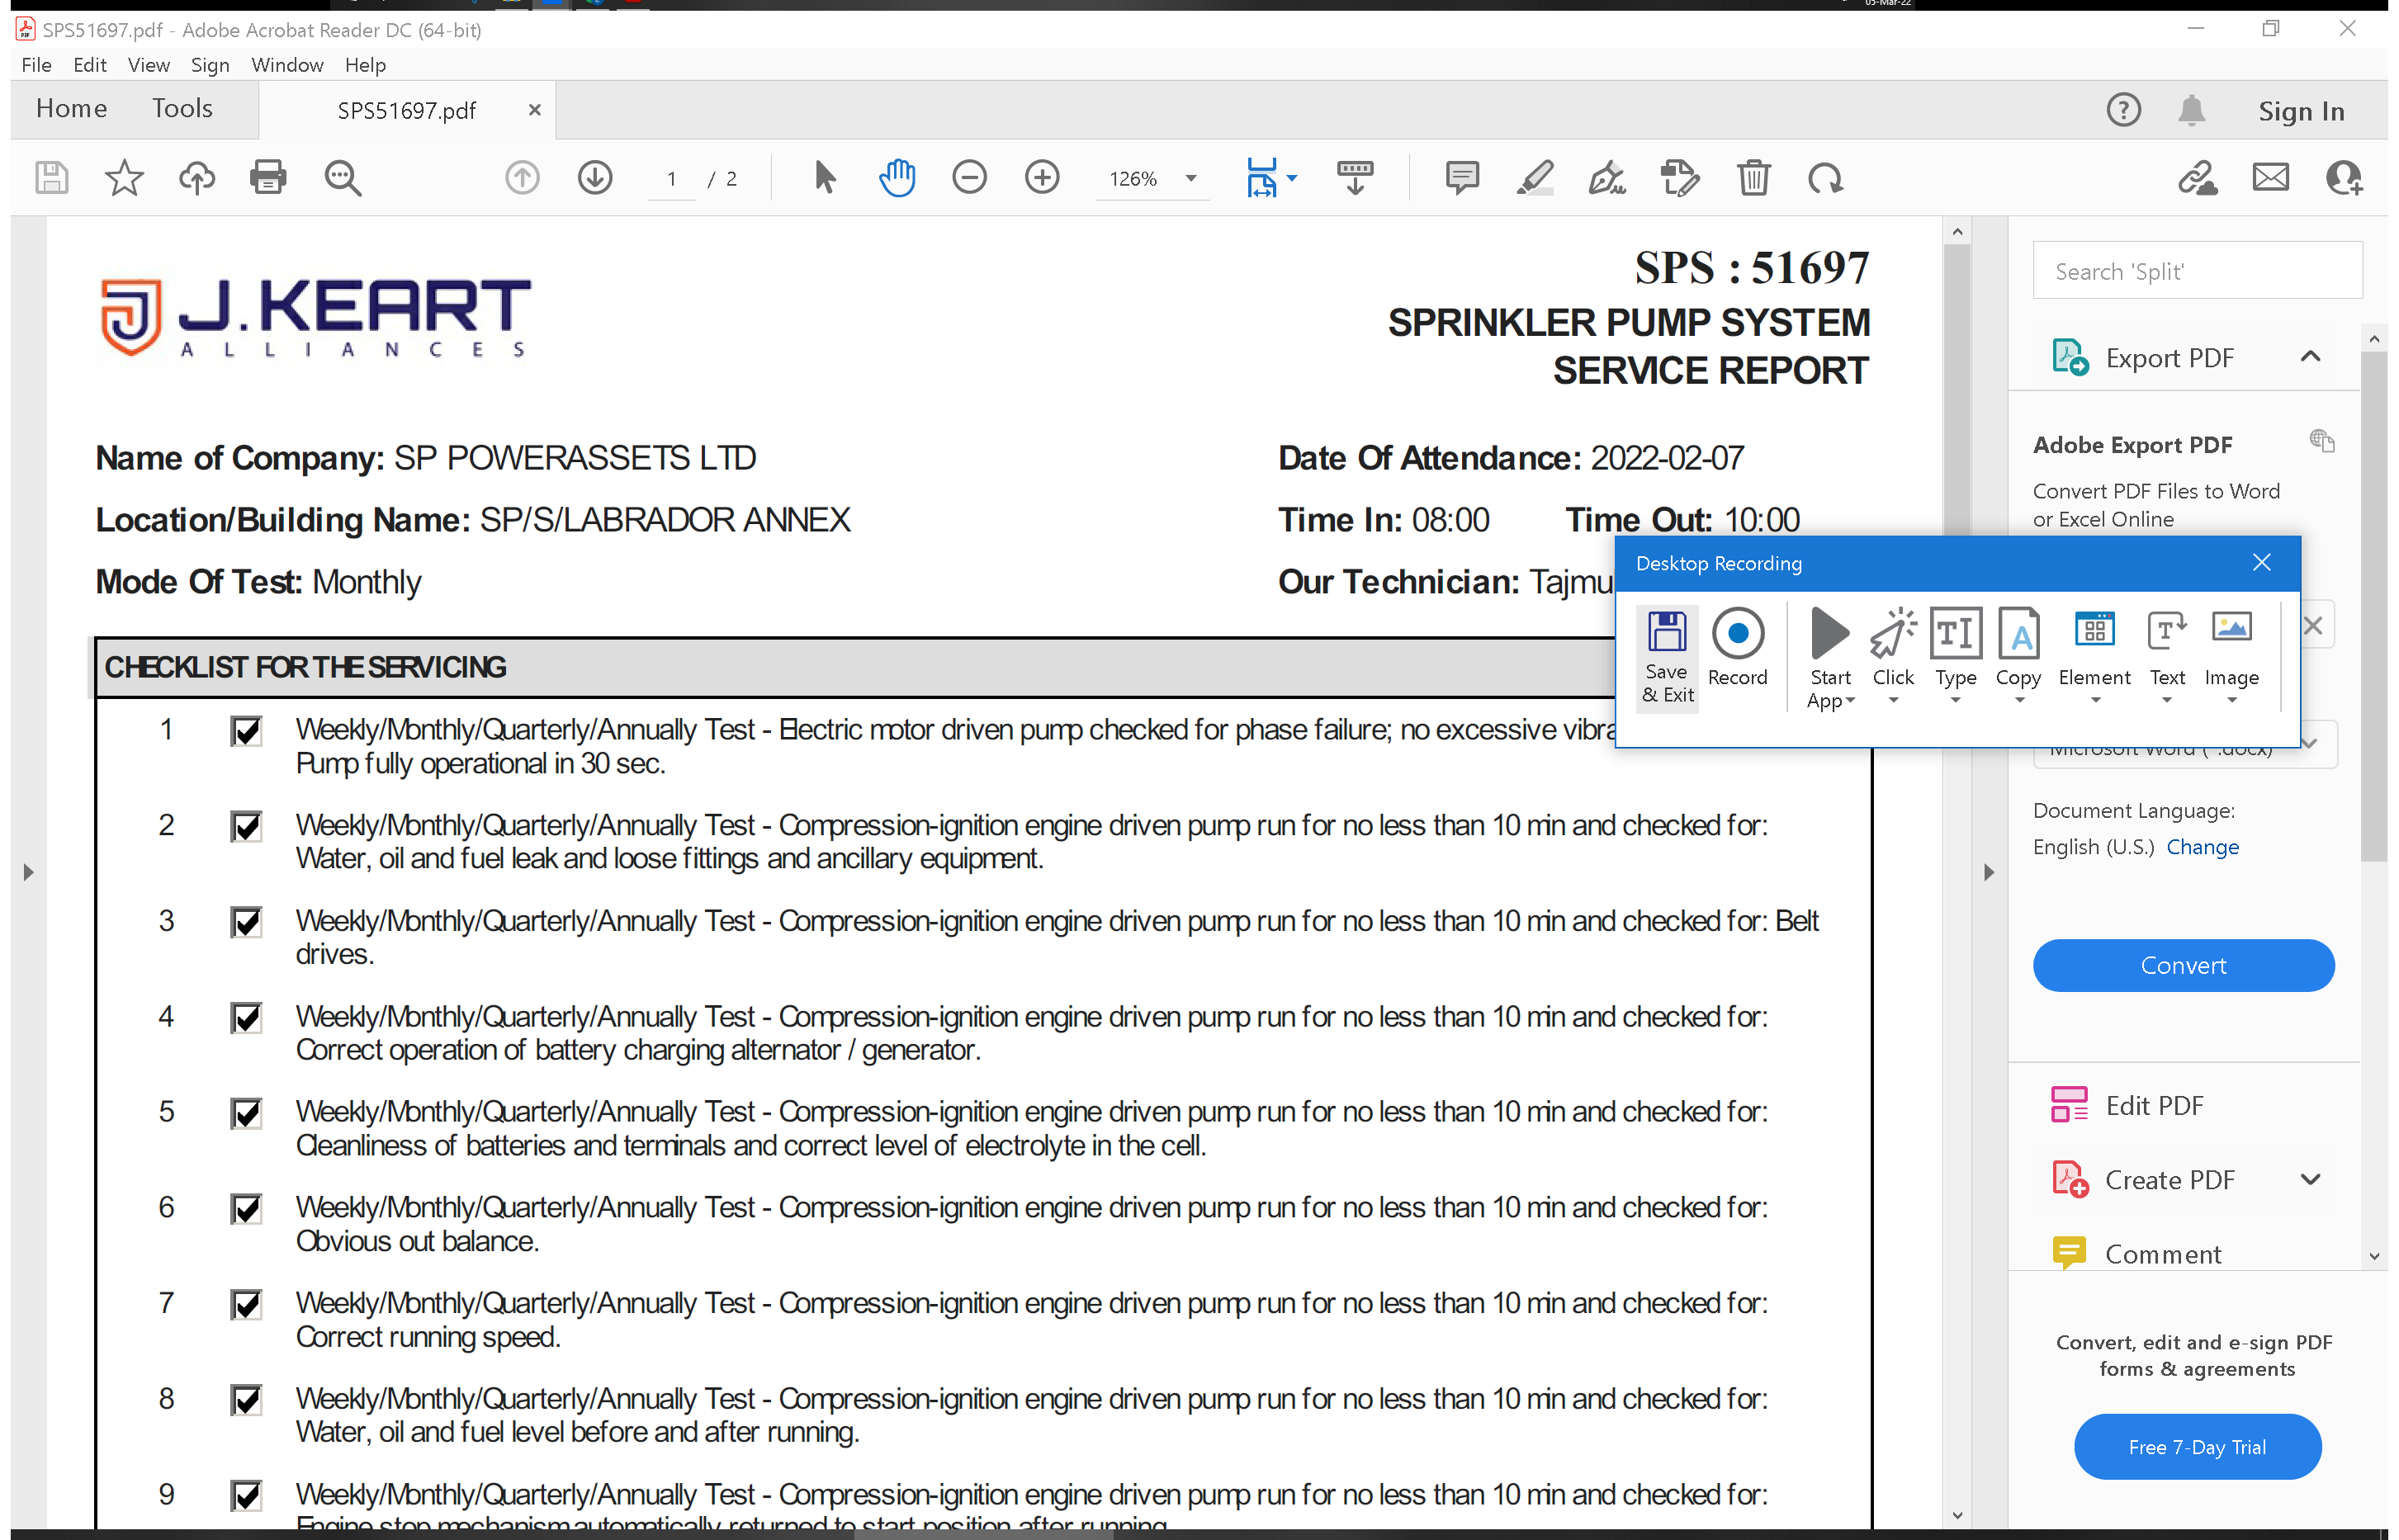 05-Mar-22
SPS51697.pdf - Adobe Acrobat Reader DC (64-bit)
File Edit View Sign Window Help
Home Tools SPS51697.pdf × Sign In
1 / 2 126%
J.KEART
ALLIANCES
SPS : 51697
SPRINKLER PUMP SYSTEM
SERVICE REPORT
Name of Company: SP POWERASSETS LTD
Date Of Attendance: 2022-02-07
Location/Building Name: SP/S/LABRADOR ANNEX
Time In: 08:00 Time Out: 10:00
Mode Of Test: Monthly
Our Technician:
CHECKLIST FOR THE SERVICING
1 Weekly/Monthly/Quarterly/Annually Test - Electric motor driven pump checked for phase failure; no excessive
Pump fully operational in 30 sec.
2 Weekly/Monthly/Quarterly/Annually Test - Compression-ignition engine driven pump run for no less than 10 min and checked for:
Water, oil and fuel leak and loose fittings and ancillary equipment.
3 Weekly/Monthly/Quarterly/Annually Test - Compression-ignition engine driven pump run for no less than 10 min and checked for: Belt
drives.
4 Weekly/Monthly/Quarterly/Annually Test - Compression-ignition engine driven pump run for no less than 10 min and checked for:
Correct operation of battery charging alternator / generator.
5 Weekly/Monthly/Quarterly/Annually Test - Compression-ignition engine driven pump run for no less than 10 min and checked for:
Cleanliness of batteries and terminals and correct level of electrolyte in the cell.
6 Weekly/Monthly/Quarterly/Annually Test - Compression-ignition engine driven pump run for no less than 10 min and checked for:
Obvious out balance.
7 Weekly/Monthly/Quarterly/Annually Test - Compression-ignition engine driven pump run for no less than 10 min and checked for:
Correct running speed.
8 Weekly/Monthly/Quarterly/Annually Test - Compression-ignition engine driven pump run for no less than 10 min and checked for:
Water, oil and fuel level before and after running.
9 Weekly/Monthly/Quarterly/Annually Test - Compression-ignition engine driven pump run for no less than 10 min and checked for:
Engine stop mechanism automatically returned to start position after running
Desktop Recording
Save
& Exit
Record
Start
App
Click
Type
Copy
Element
Text
Image
Search 'Split'
Export PDF
Adobe Export PDF
Convert PDF Files to Word
or Excel Online
Microsoft Word (*.docx)
Document Language:
English (U.S.) Change
Convert
Edit PDF
Create PDF
Comment
Convert, edit and e-sign PDF
forms & agreements
Free 7-Day Trial